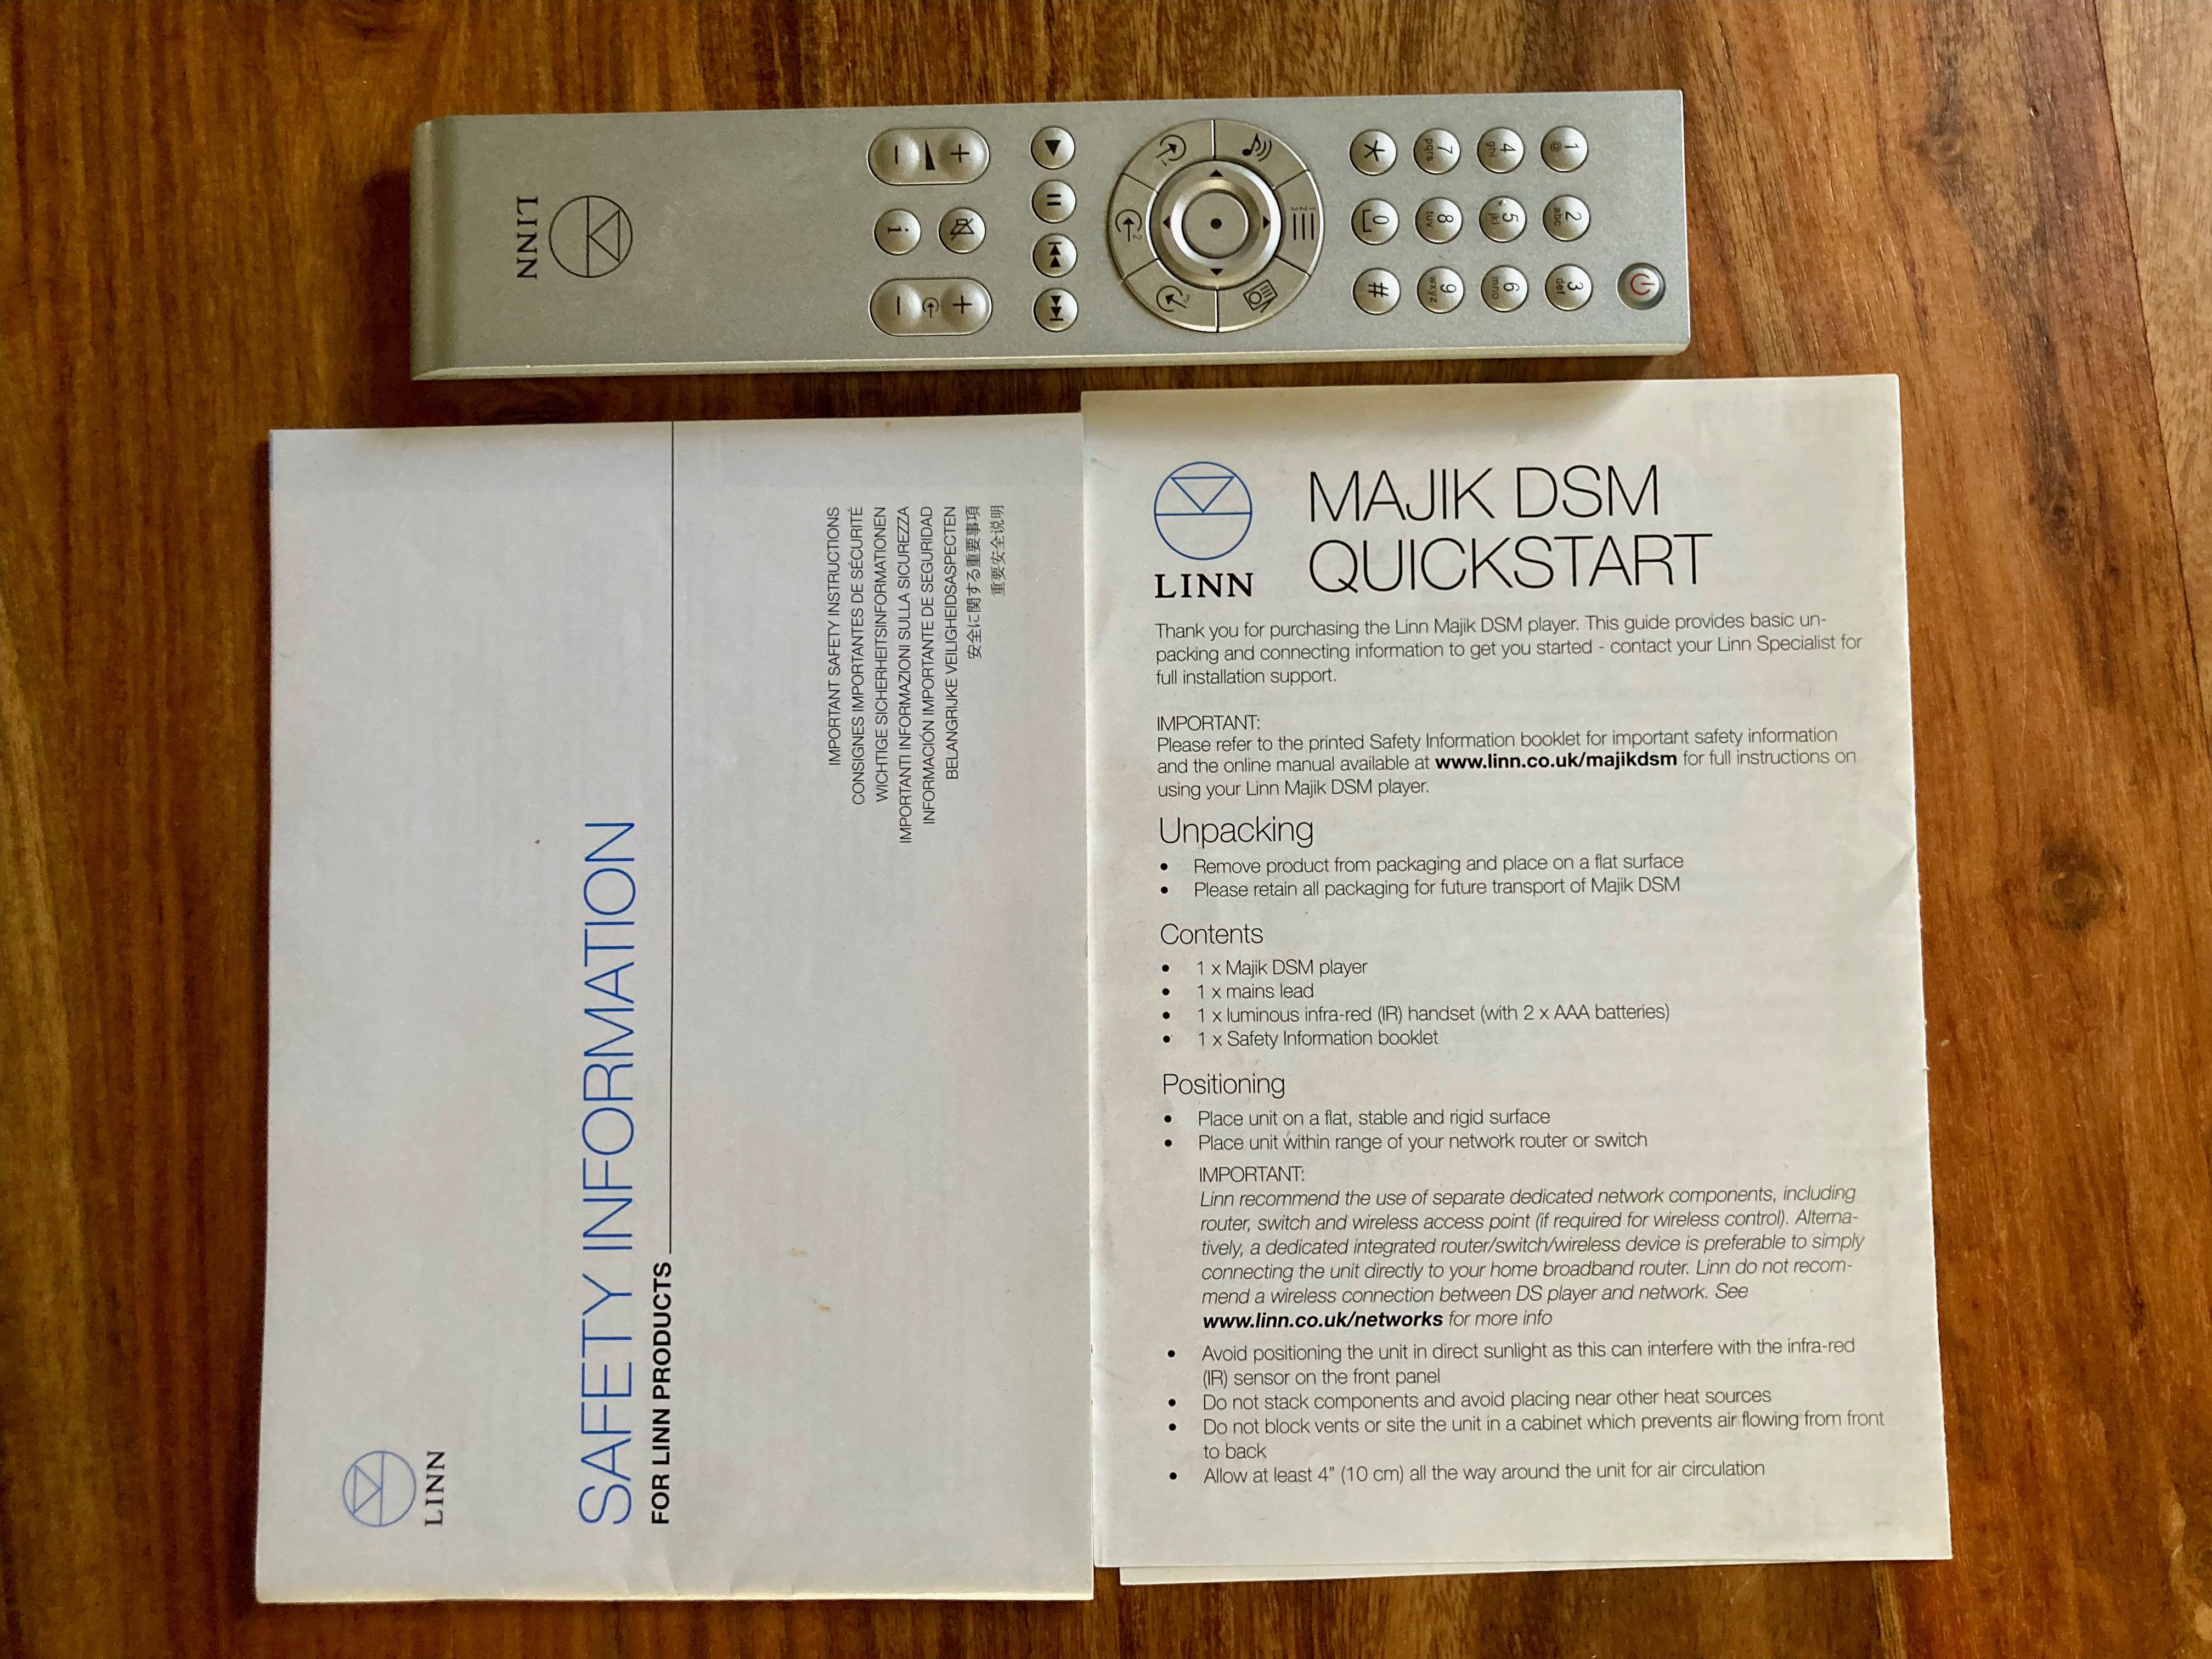 1 @
2 abc
3 def
4 ghi
5 jkl
6 mno
7 pqrs
8 tuv
9 wxyz
*
0
#
+
−
i
+
−
LINN
LINN
SAFETY INFORMATION
FOR LINN PRODUCTS
IMPORTANT SAFETY INSTRUCTIONS
CONSIGNES IMPORTANTES DE SÉCURITÉ
WICHTIGE SICHERHEITSINFORMATIONEN
IMPORTANTI INFORMAZIONI SULLA SICUREZZA
INFORMACIÓN IMPORTANTE DE SEGURIDAD
BELANGRIJKE VEILIGHEIDSASPECTEN
安全に関する重要事項
重要安全说明
LINN
MAJIK DSM
QUICKSTART
Thank you for purchasing the Linn Majik DSM player. This guide provides basic un-
packing and connecting information to get you started - contact your Linn Specialist for
full installation support.
IMPORTANT:
Please refer to the printed Safety Information booklet for important safety information
and the online manual available at www.linn.co.uk/majikdsm for full instructions on
using your Linn Majik DSM player.
Unpacking
• Remove product from packaging and place on a flat surface
• Please retain all packaging for future transport of Majik DSM
Contents
• 1 x Majik DSM player
• 1 x mains lead
• 1 x luminous infra-red (IR) handset (with 2 x AAA batteries)
• 1 x Safety Information booklet
Positioning
• Place unit on a flat, stable and rigid surface
• Place unit within range of your network router or switch
IMPORTANT:
Linn recommend the use of separate dedicated network components, including
router, switch and wireless access point (if required for wireless control). Alterna-
tively, a dedicated integrated router/switch/wireless device is preferable to simply
connecting the unit directly to your home broadband router. Linn do not recom-
mend a wireless connection between DS player and network. See
www.linn.co.uk/networks for more info
• Avoid positioning the unit in direct sunlight as this can interfere with the infra-red
(IR) sensor on the front panel
• Do not stack components and avoid placing near other heat sources
• Do not block vents or site the unit in a cabinet which prevents air flowing from front
to back
• Allow at least 4" (10 cm) all the way around the unit for air circulation